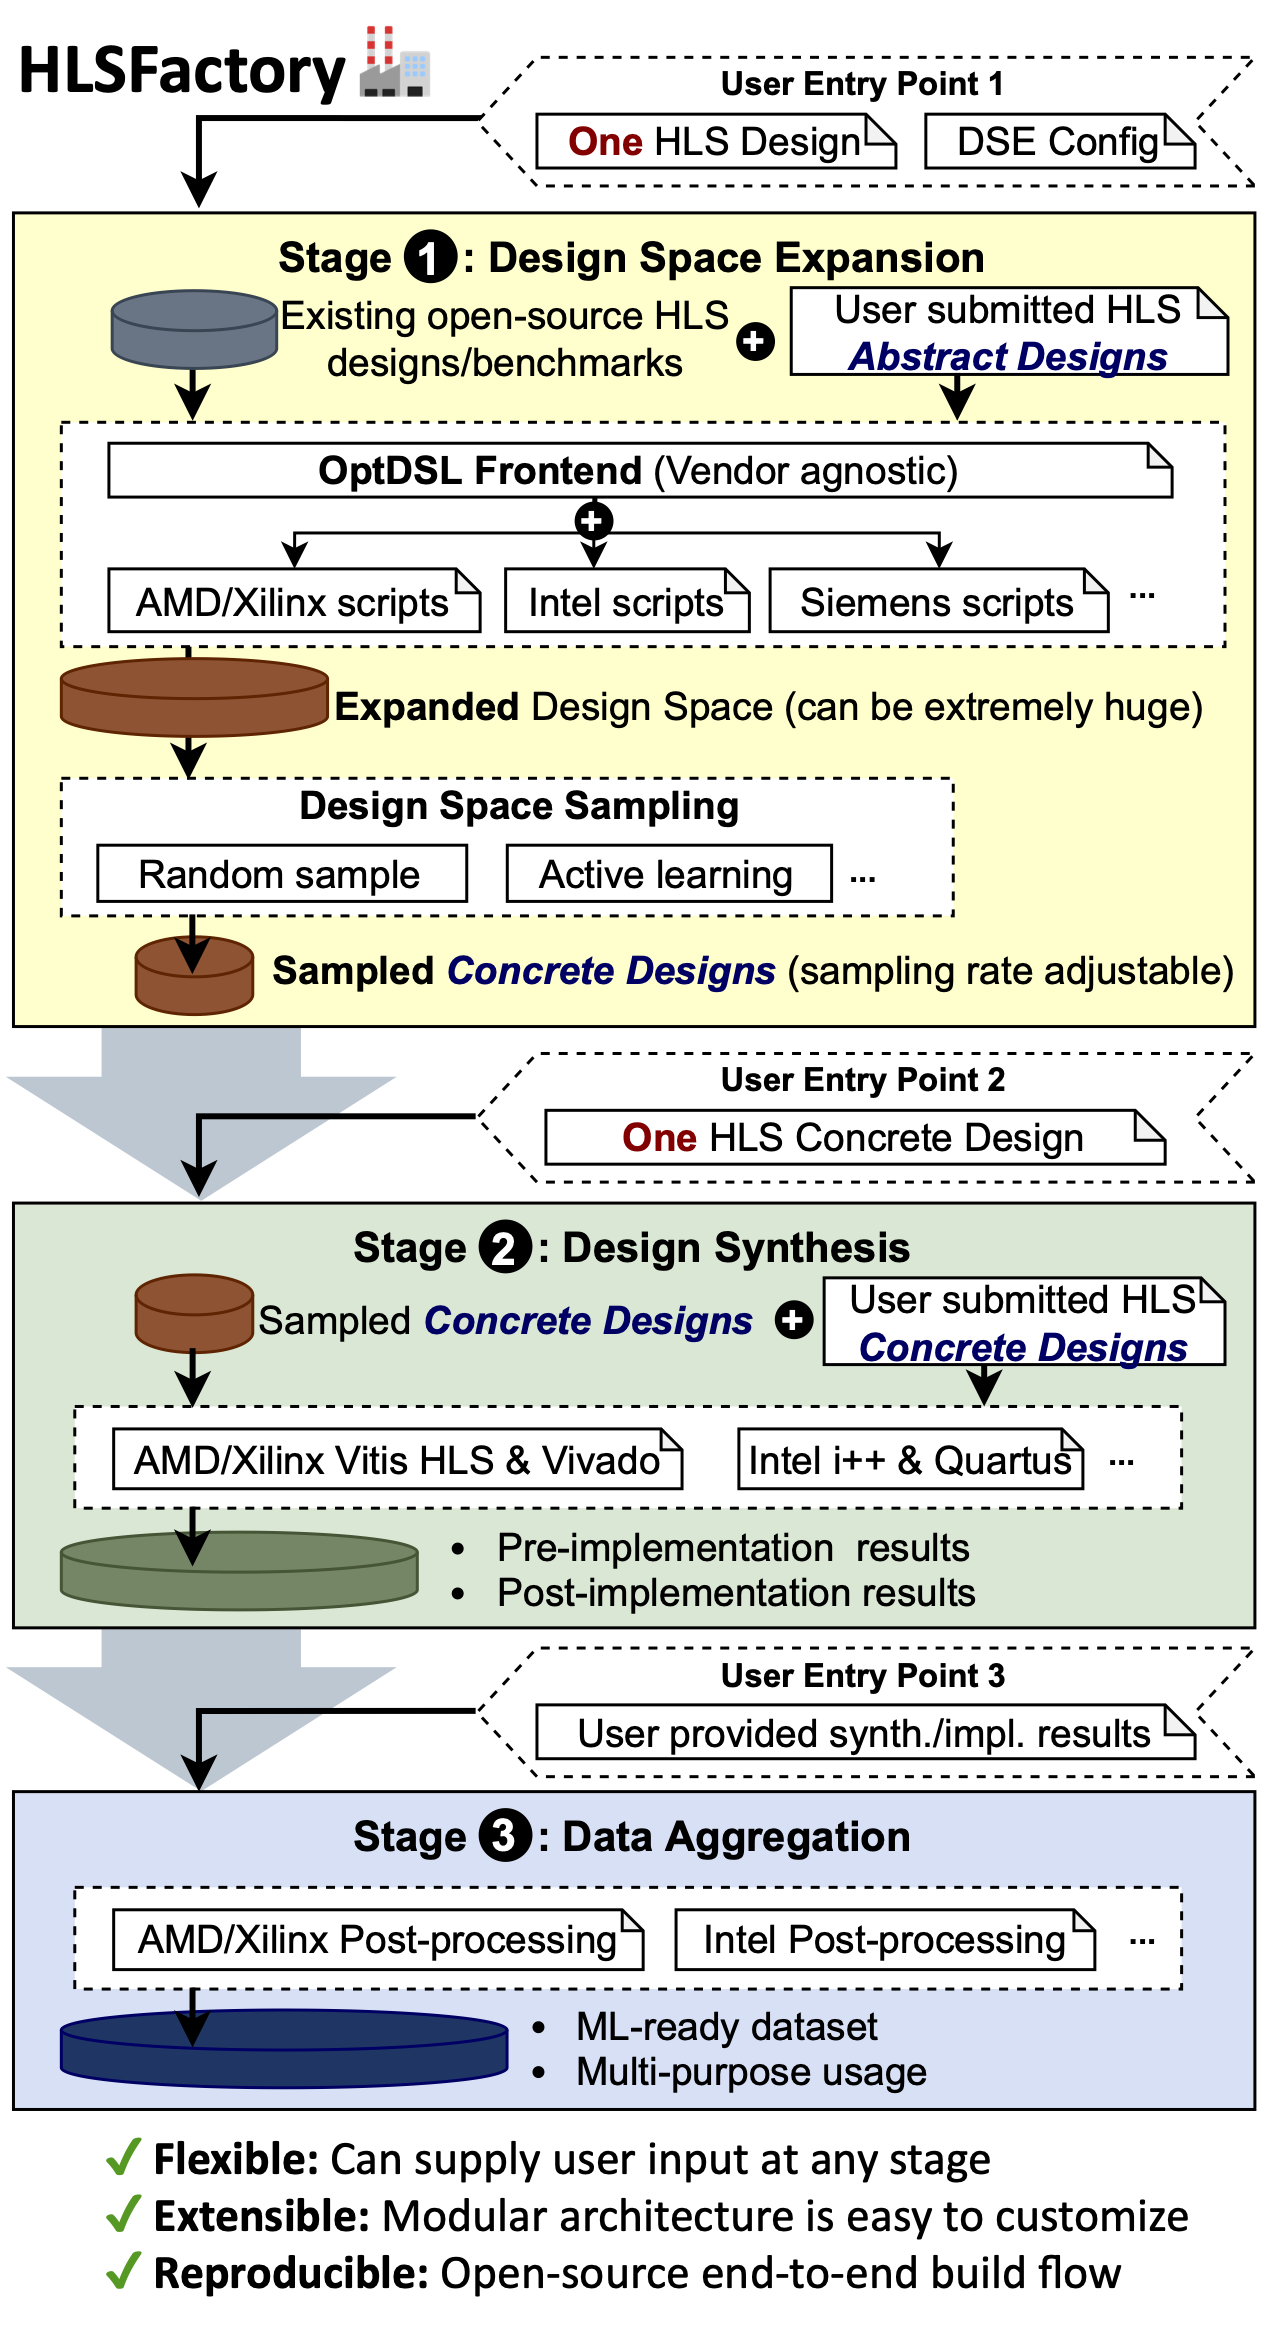 HLSFactory
User Entry Point 1
One HLS Design
DSE Config
Stage 1: Design Space Expansion
Existing open-source HLS
designs/benchmarks
+
User submitted HLS
Abstract Designs
OptDSL Frontend (Vendor agnostic)
+
AMD/Xilinx scripts
Intel scripts
Siemens scripts
...
Expanded Design Space (can be extremely huge)
Design Space Sampling
Random sample
Active learning
...
Sampled Concrete Designs (sampling rate adjustable)
User Entry Point 2
One HLS Concrete Design
Stage 2: Design Synthesis
Sampled Concrete Designs
+
User submitted HLS
Concrete Designs
AMD/Xilinx Vitis HLS & Vivado
Intel i++ & Quartus
...
• Pre-implementation  results
• Post-implementation results
User Entry Point 3
User provided synth./impl. results
Stage 3: Data Aggregation
AMD/Xilinx Post-processing
Intel Post-processing
...
• ML-ready dataset
• Multi-purpose usage
✓ Flexible: Can supply user input at any stage
✓ Extensible: Modular architecture is easy to customize
✓ Reproducible: Open-source end-to-end build flow